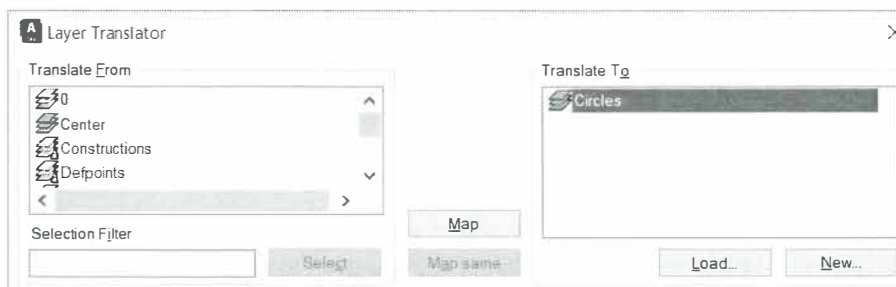 Layer Translator
Translate From
0
Center
Constructions
Defpoints
Selection Filter
Select
Map
Map same
Translate To
Circles
Load...
New...